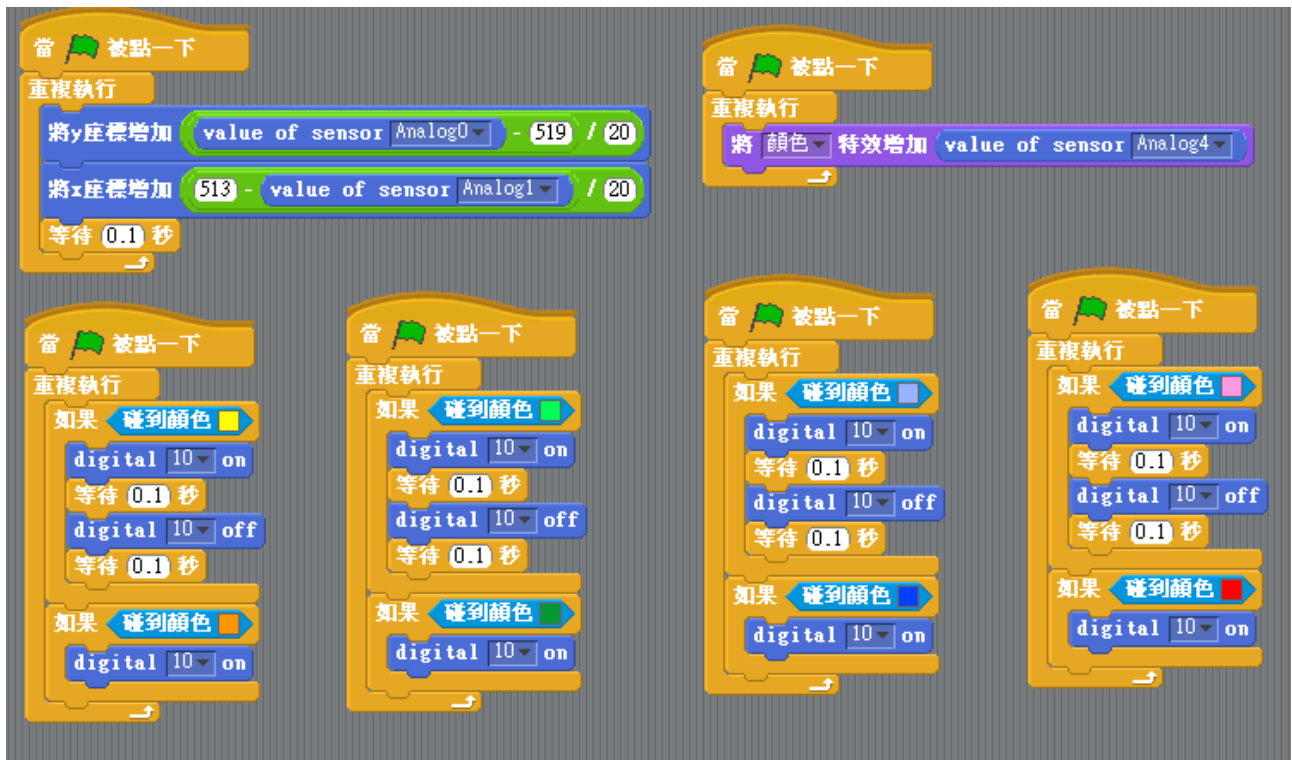 當 被點一下
重複執行
將y座標增加 value of sensor Analog0 - 519 / 20
將x座標增加 513 - value of sensor Analog1 / 20
等待 0.1 秒
當 被點一下
重複執行
將 顏色 特效增加 value of sensor Analog4
當 被點一下
重複執行
如果 碰到顏色
digital 10 on
等待 0.1 秒
digital 10 off
等待 0.1 秒
如果 碰到顏色
digital 10 on
當 被點一下
重複執行
如果 碰到顏色
digital 10 on
等待 0.1 秒
digital 10 off
等待 0.1 秒
如果 碰到顏色
digital 10 on
當 被點一下
重複執行
如果 碰到顏色
digital 10 on
等待 0.1 秒
digital 10 off
等待 0.1 秒
如果 碰到顏色
digital 10 on
當 被點一下
重複執行
如果 碰到顏色
digital 10 on
等待 0.1 秒
digital 10 off
等待 0.1 秒
如果 碰到顏色
digital 10 on